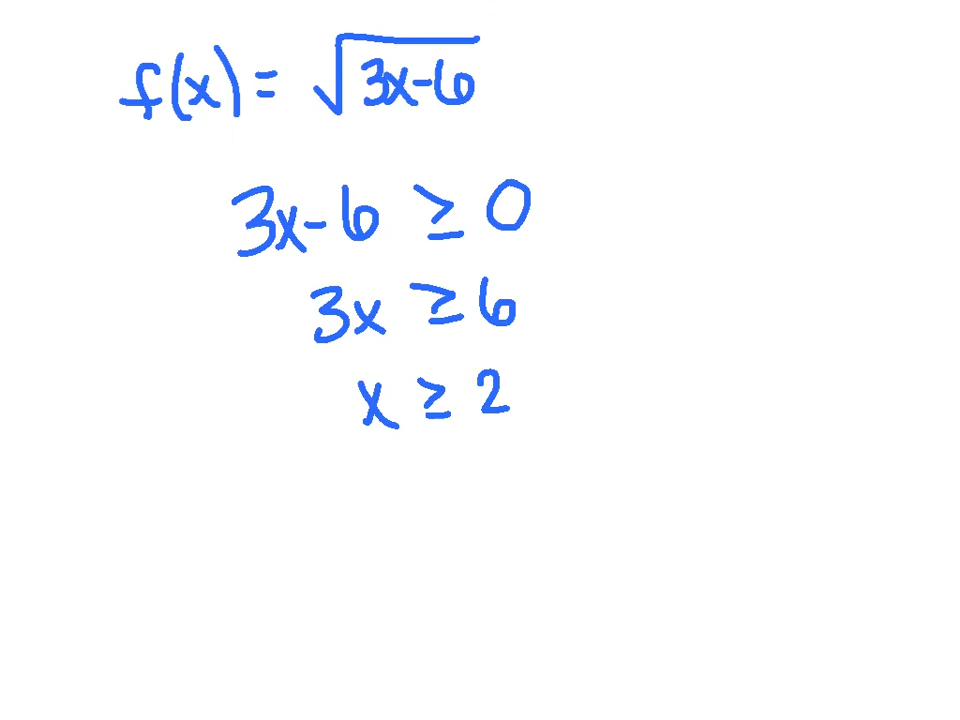 f(x) = √(3x-6)
3x-6 ≥ 0
3x ≥ 6
x ≥ 2